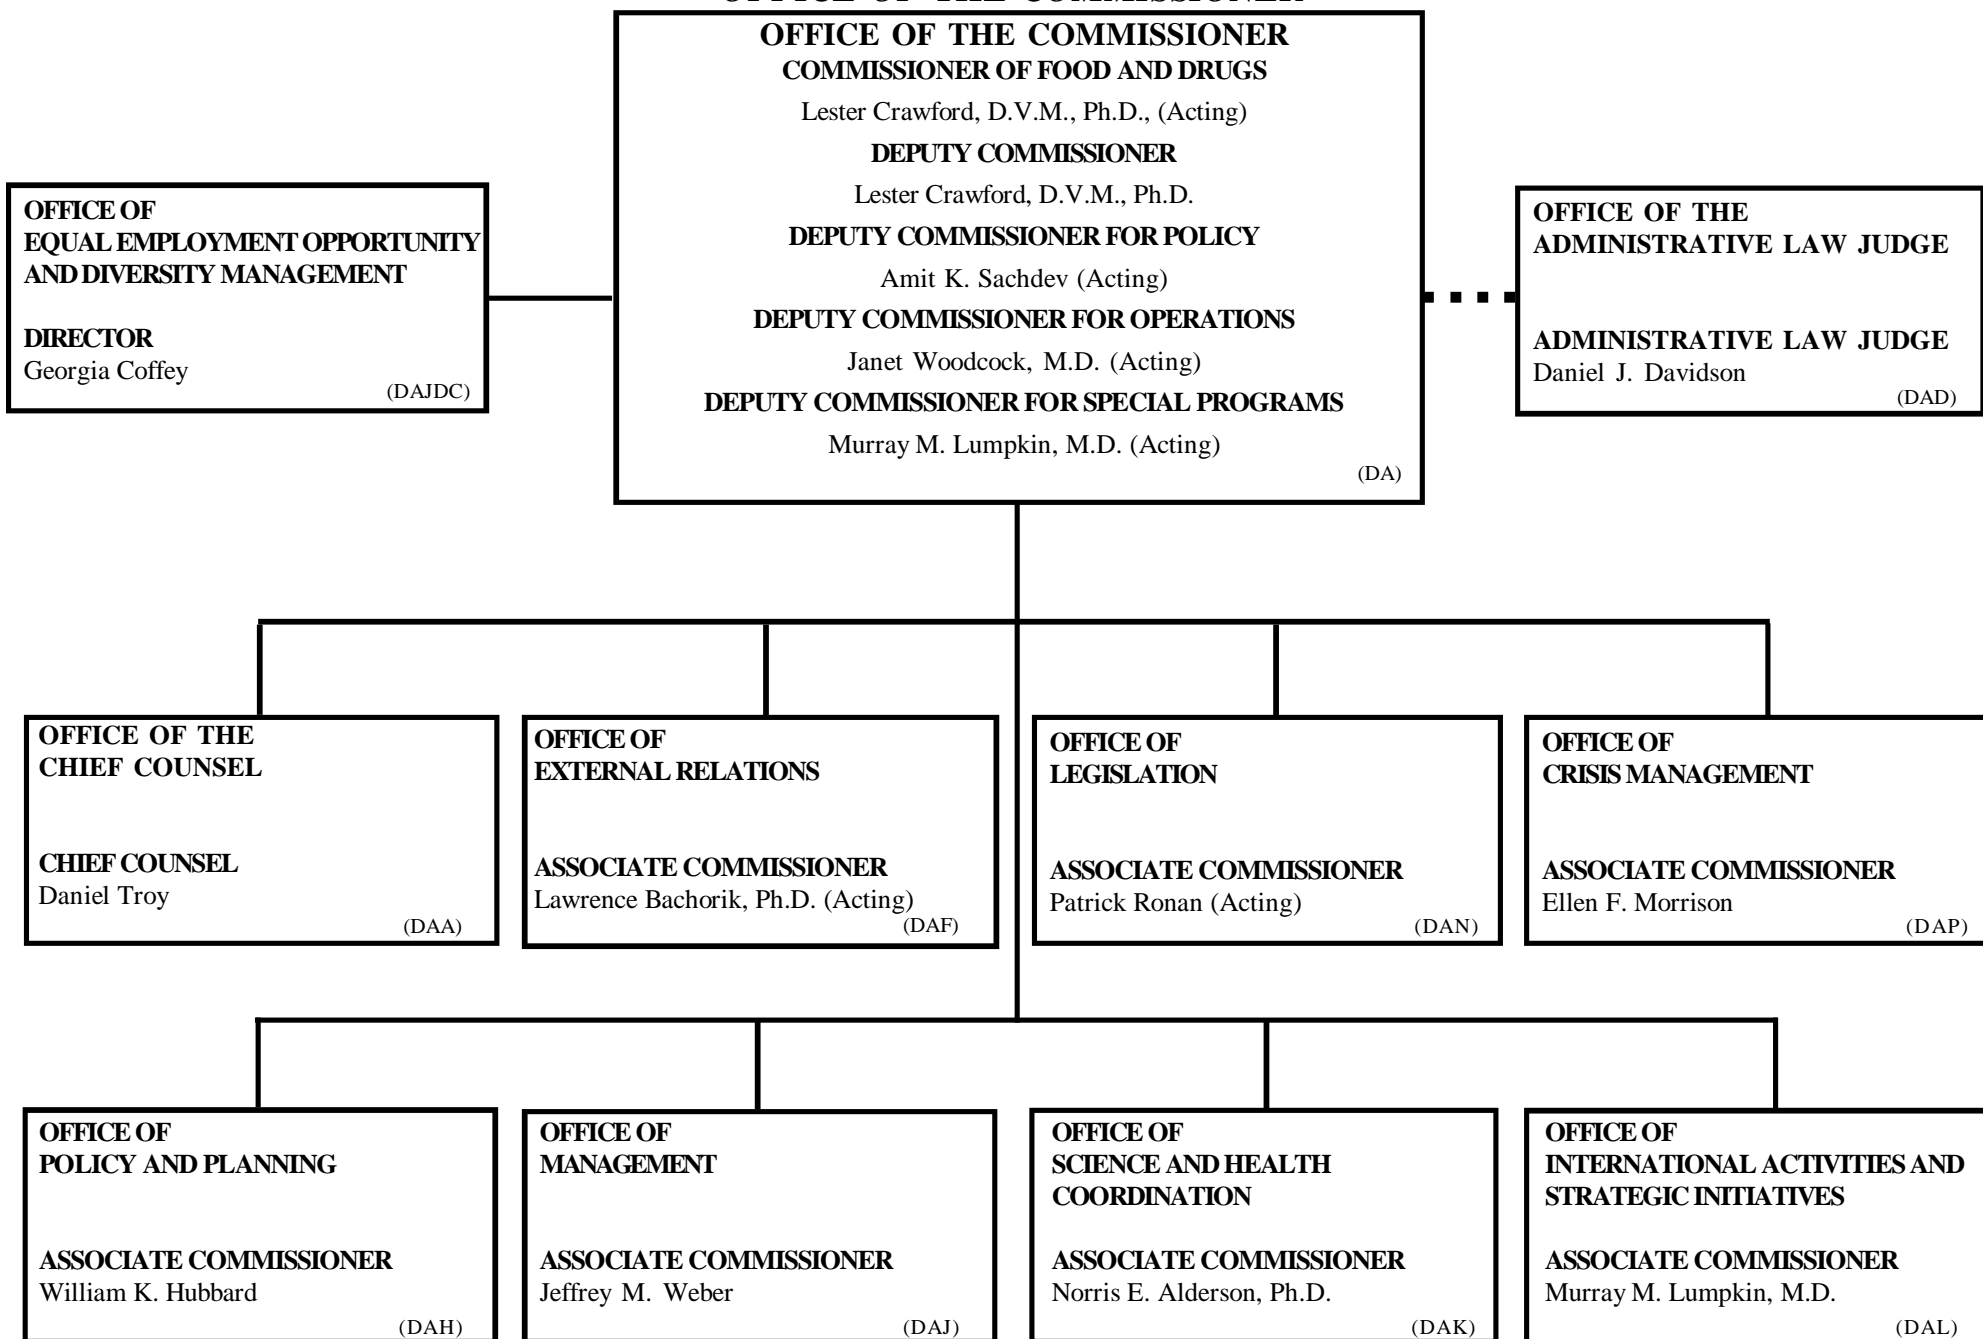 OFFICE OF THE COMMISSIONER
OFFICE OF THE COMMISSIONER
COMMISSIONER OF FOOD AND DRUGS
Lester Crawford, D.V.M., Ph.D., (Acting)
DEPUTY COMMISSIONER
Lester Crawford, D.V.M., Ph.D.
DEPUTY COMMISSIONER FOR POLICY
Amit K. Sachdev (Acting)
DEPUTY COMMISSIONER FOR OPERATIONS
Janet Woodcock, M.D. (Acting)
DEPUTY COMMISSIONER FOR SPECIAL PROGRAMS
Murray M. Lumpkin, M.D. (Acting)
(DA)
OFFICE OF
EQUAL EMPLOYMENT OPPORTUNITY
AND DIVERSITY MANAGEMENT
DIRECTOR
Georgia Coffey
(DAJDC)
OFFICE OF THE
ADMINISTRATIVE LAW JUDGE
ADMINISTRATIVE LAW JUDGE
Daniel J. Davidson
(DAD)
OFFICE OF THE
CHIEF COUNSEL
CHIEF COUNSEL
Daniel Troy
(DAA)
OFFICE OF
EXTERNAL RELATIONS
ASSOCIATE COMMISSIONER
Lawrence Bachorik, Ph.D. (Acting)
(DAF)
OFFICE OF
LEGISLATION
ASSOCIATE COMMISSIONER
Patrick Ronan (Acting)
(DAN)
OFFICE OF
CRISIS MANAGEMENT
ASSOCIATE COMMISSIONER
Ellen F. Morrison
(DAP)
OFFICE OF
POLICY AND PLANNING
ASSOCIATE COMMISSIONER
William K. Hubbard
(DAH)
OFFICE OF
MANAGEMENT
ASSOCIATE COMMISSIONER
Jeffrey M. Weber
(DAJ)
OFFICE OF
SCIENCE AND HEALTH
COORDINATION
ASSOCIATE COMMISSIONER
Norris E. Alderson, Ph.D.
(DAK)
OFFICE OF
INTERNATIONAL ACTIVITIES AND
STRATEGIC INITIATIVES
ASSOCIATE COMMISSIONER
Murray M. Lumpkin, M.D.
(DAL)